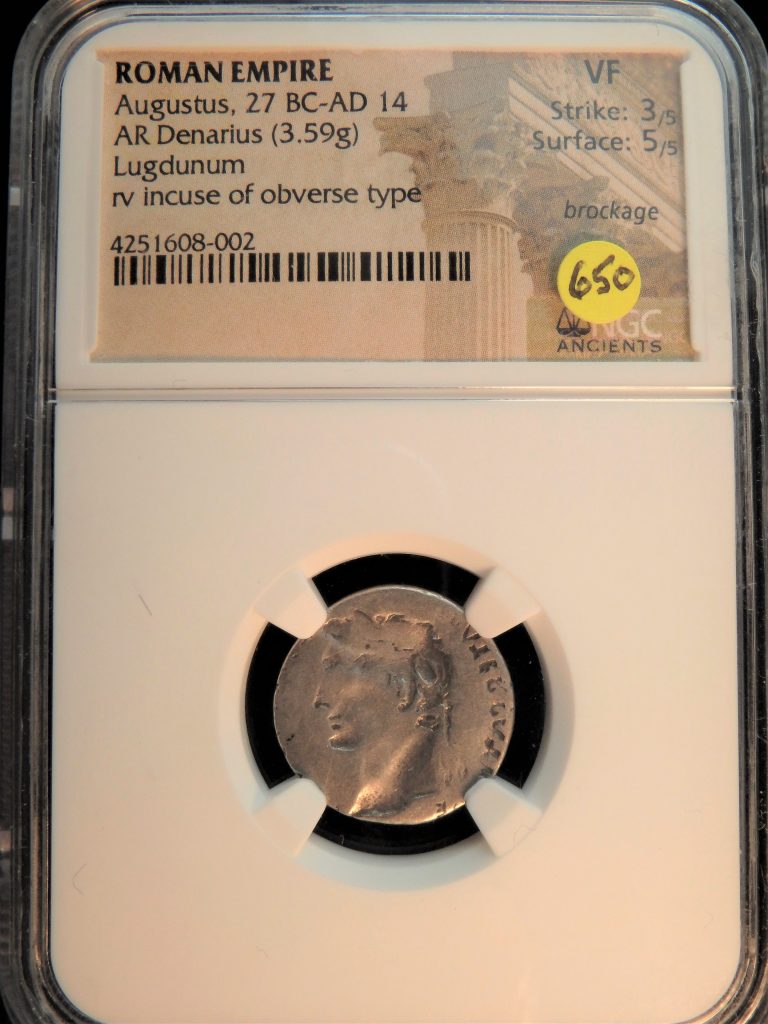 ROMAN EMPIRE
Augustus, 27 BC-AD 14
AR Denarius (3.59g)
Lugdunum
rv incuse of obverse type
4251608-002
VF
Strike: 3/5
Surface: 5/5
brockage
650
NGC
ANCIENTS